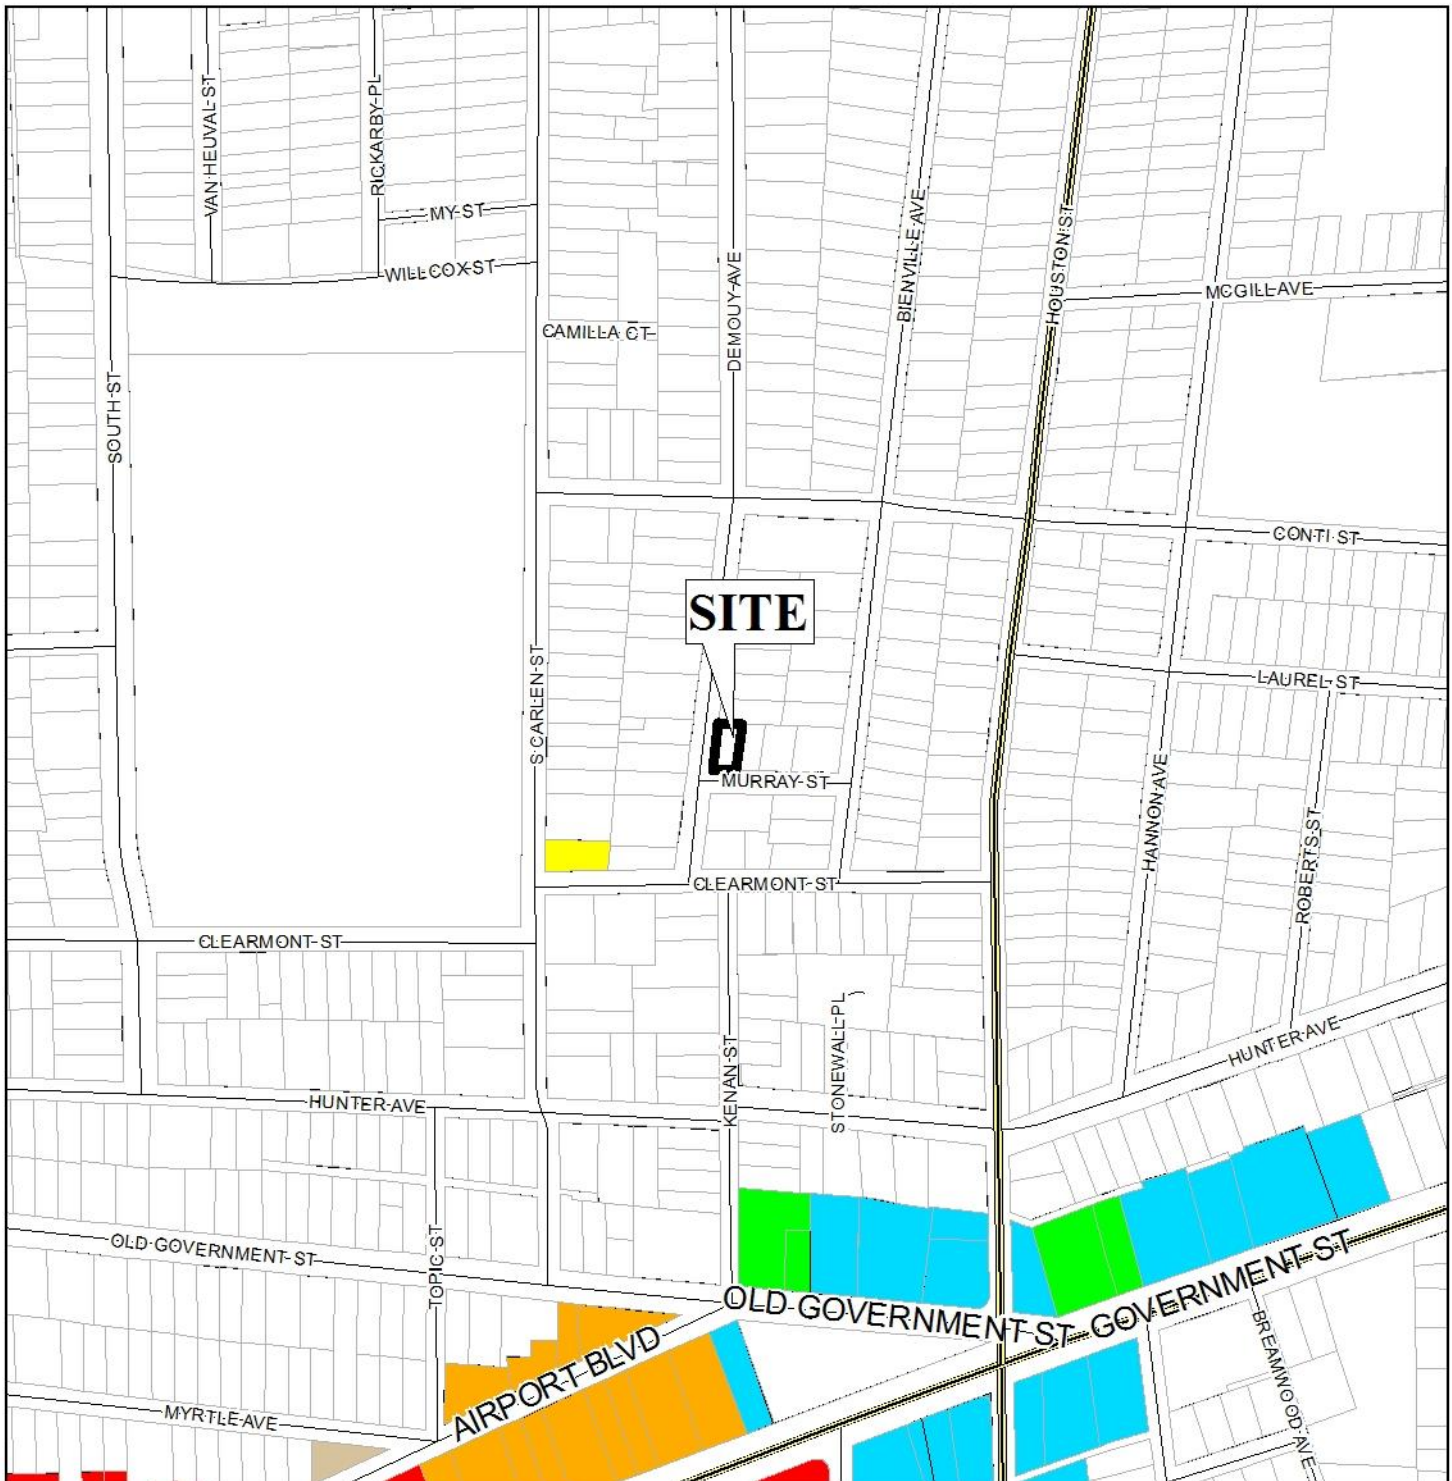 VAN HEUVAL ST
RICKARBY PL
MY ST
WILLCOX ST
CAMILLA CT
DEMOUY AVE
BIENVILLE AVE
HOUSTON ST
MCGILL AVE
SOUTH ST
CONTI ST
SITE
S CARLEN ST
LAUREL ST
MURRAY ST
HANNON AVE
ROBERTS ST
CLEARMONT ST
CLEARMONT ST
KENAN ST
STONEWALL PL
HUNTER AVE
HUNTER AVE
OLD GOVERNMENT ST
TOPIC ST
OLD GOVERNMENT ST
GOVERNMENT ST
AIRPORT BLVD
BREAMWOOD AVE
MYRTLE AVE